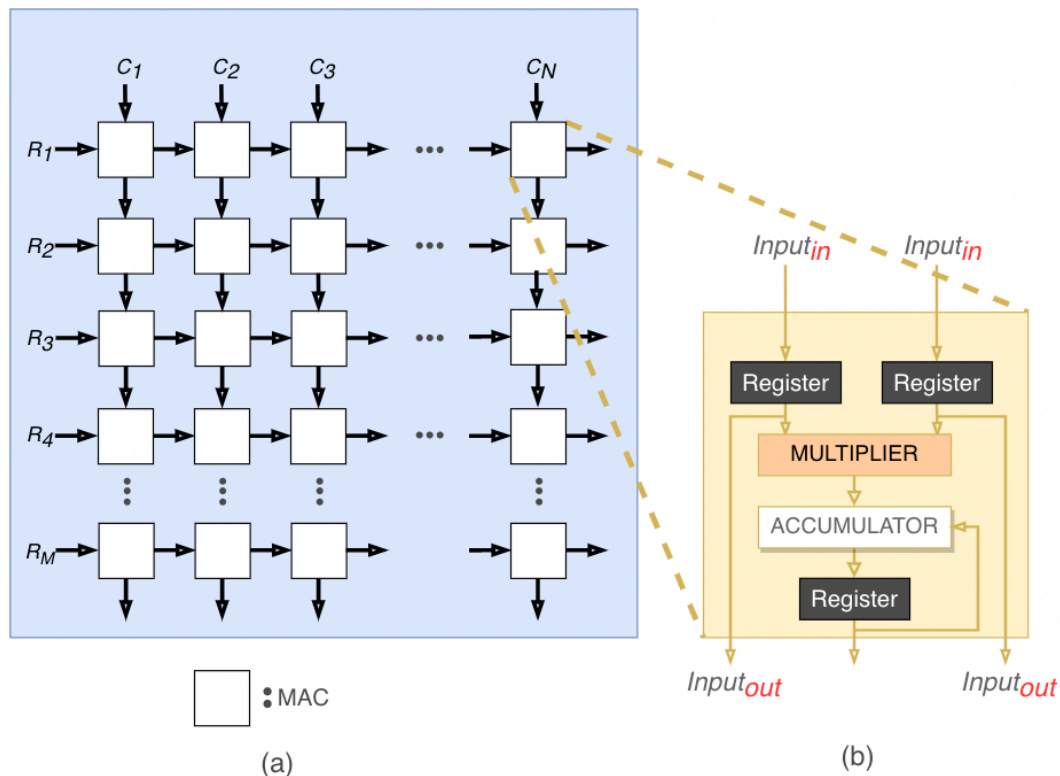 C1 C2 C3 CN
R1
R2
R3
R4
RM
MAC
(a)
Inputin Inputin
Register Register
MULTIPLIER
ACCUMULATOR
Register
Inputout Inputout
(b)